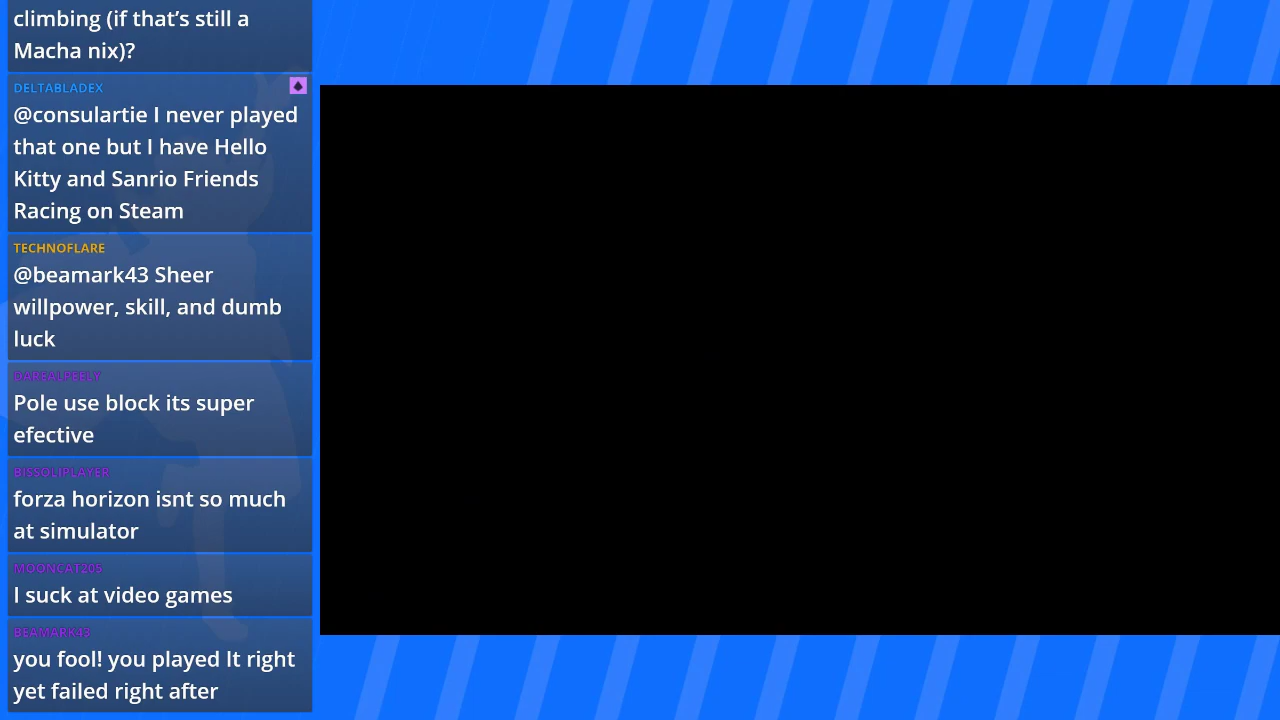 climbing (if that's still a
Macha nix)?
DELTABLADEX
@consulartie I never played
that one but I have Hello
Kitty and Sanrio Friends
Racing on Steam
TECHNOFLARE
@beamark43 Sheer
willpower, skill, and dumb
luck
DAREALPEELY
Pole use block its super
efective
BISSOLIPLAYER
forza horizon isnt so much
at simulator
MOONCAT205
I suck at video games
BEAMARK43
you fool! you played It right
yet failed right after